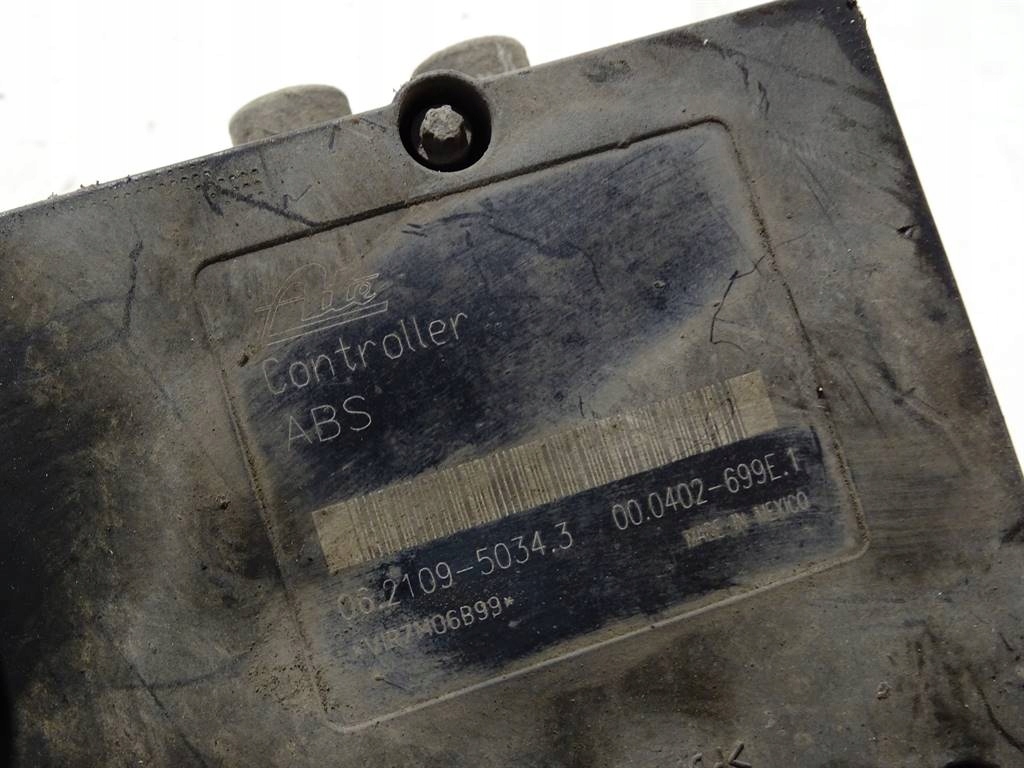 Ate
Controller
ABS
06.2109-5034.3 00.0402-699E.1
MADE IN MEXICO